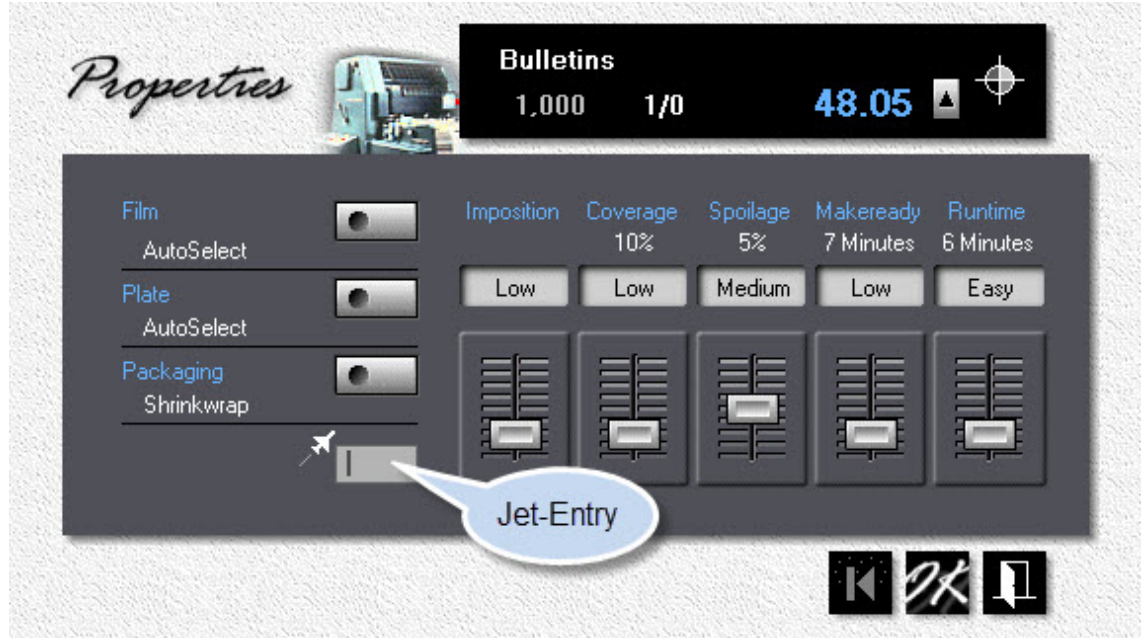 Properties
Bulletins
1,000 1/0 48.05
Film
AutoSelect
Plate
AutoSelect
Packaging
Shrinkwrap
Imposition Coverage Spoilage Makeready Runtime
10% 5% 7 Minutes 6 Minutes
Low Low Medium Low Easy
Jet-Entry
OK